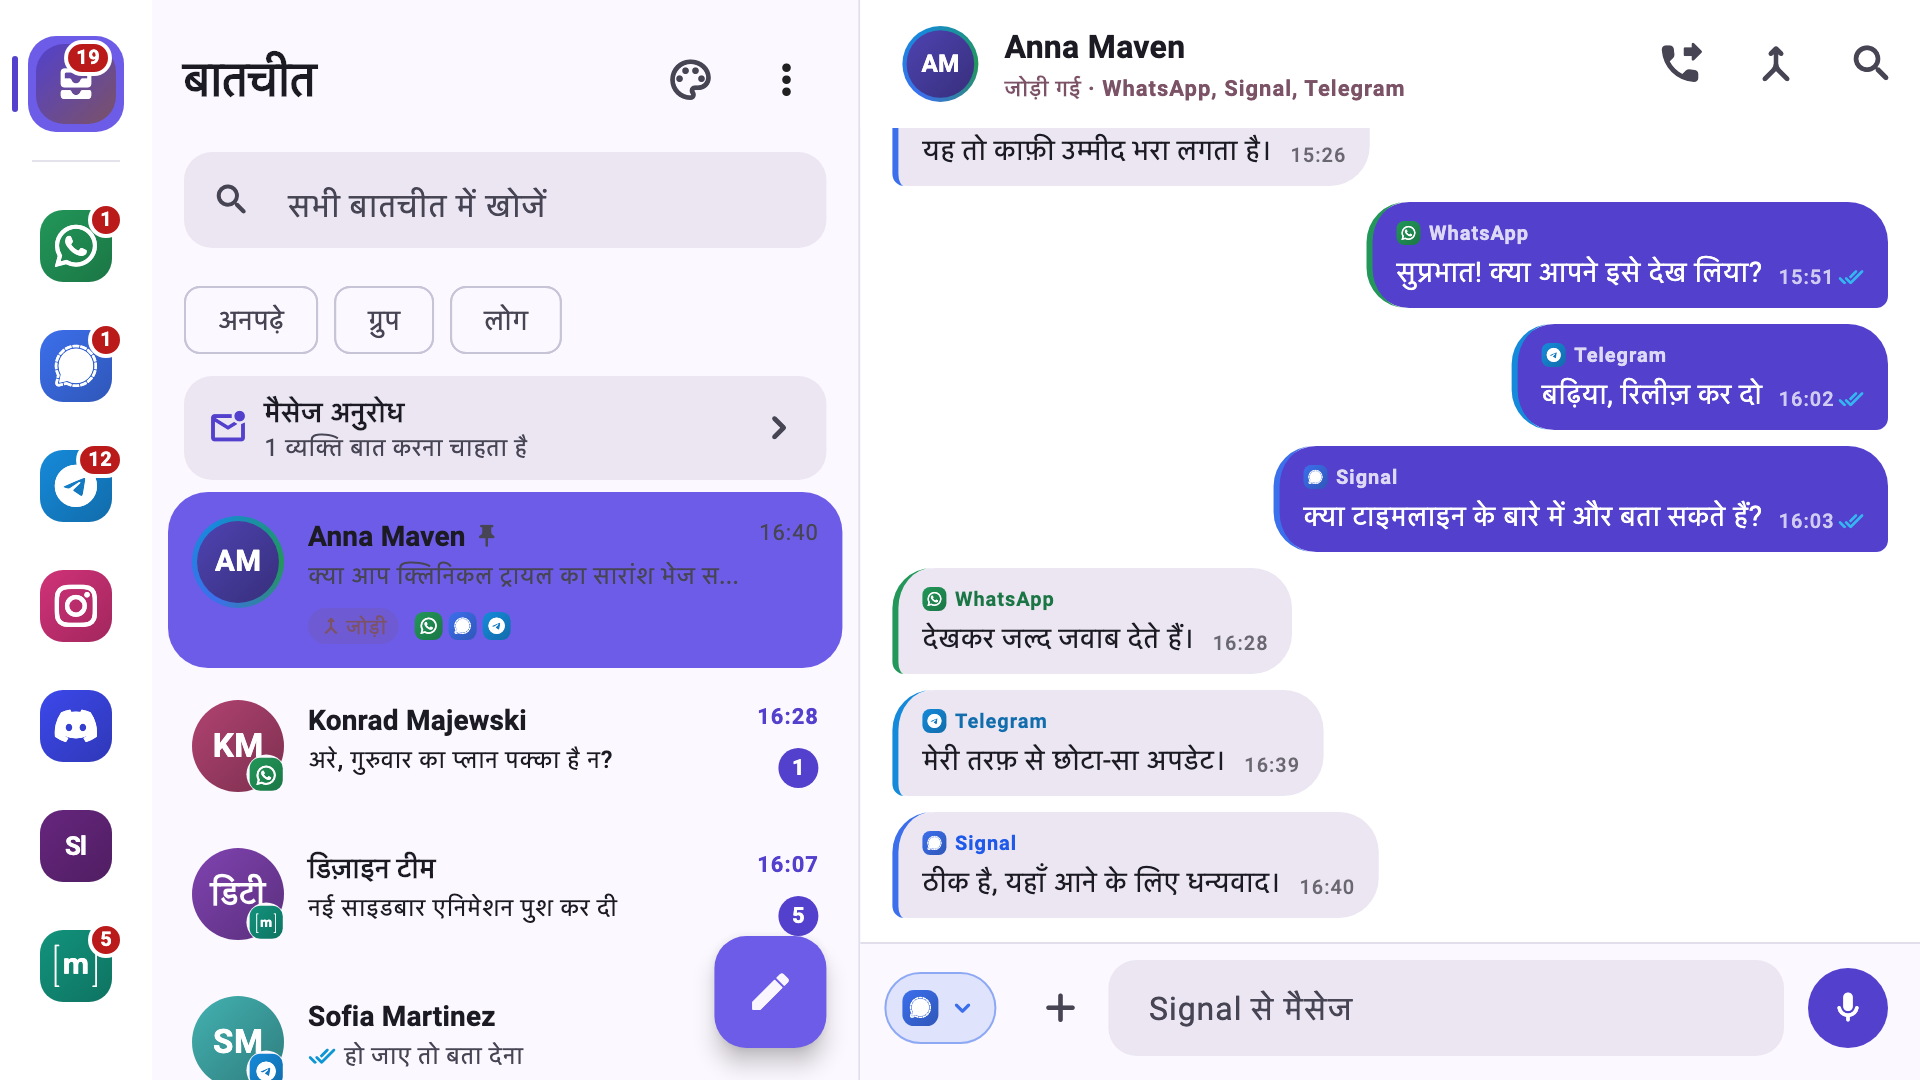 19
1
1
12
SI
[m]
5
बातचीत
सभी बातचीत में खोजें
अनपढ़े
ग्रुप
लोग
मैसेज अनुरोध
1 व्यक्ति बात करना चाहता है
AM
Anna Maven
16:40
क्या आप क्लिनिकल ट्रायल का सारांश भेज स...
जोड़ी
KM
Konrad Majewski
16:28
अरे, गुरुवार का प्लान पक्का है न?
1
डिटी
[m]
डिज़ाइन टीम
16:07
नई साइडबार एनिमेशन पुश कर दी
5
SM
Sofia Martinez
हो जाए तो बता देना
AM
Anna Maven
जोड़ी गई · WhatsApp, Signal, Telegram
यह तो काफ़ी उम्मीद भरा लगता है। 15:26
WhatsApp
सुप्रभात! क्या आपने इसे देख लिया? 15:51
Telegram
बढ़िया, रिलीज़ कर दो 16:02
Signal
क्या टाइमलाइन के बारे में और बता सकते हैं? 16:03
WhatsApp
देखकर जल्द जवाब देते हैं। 16:28
Telegram
मेरी तरफ़ से छोटा-सा अपडेट। 16:39
Signal
ठीक है, यहाँ आने के लिए धन्यवाद। 16:40
Signal से मैसेज